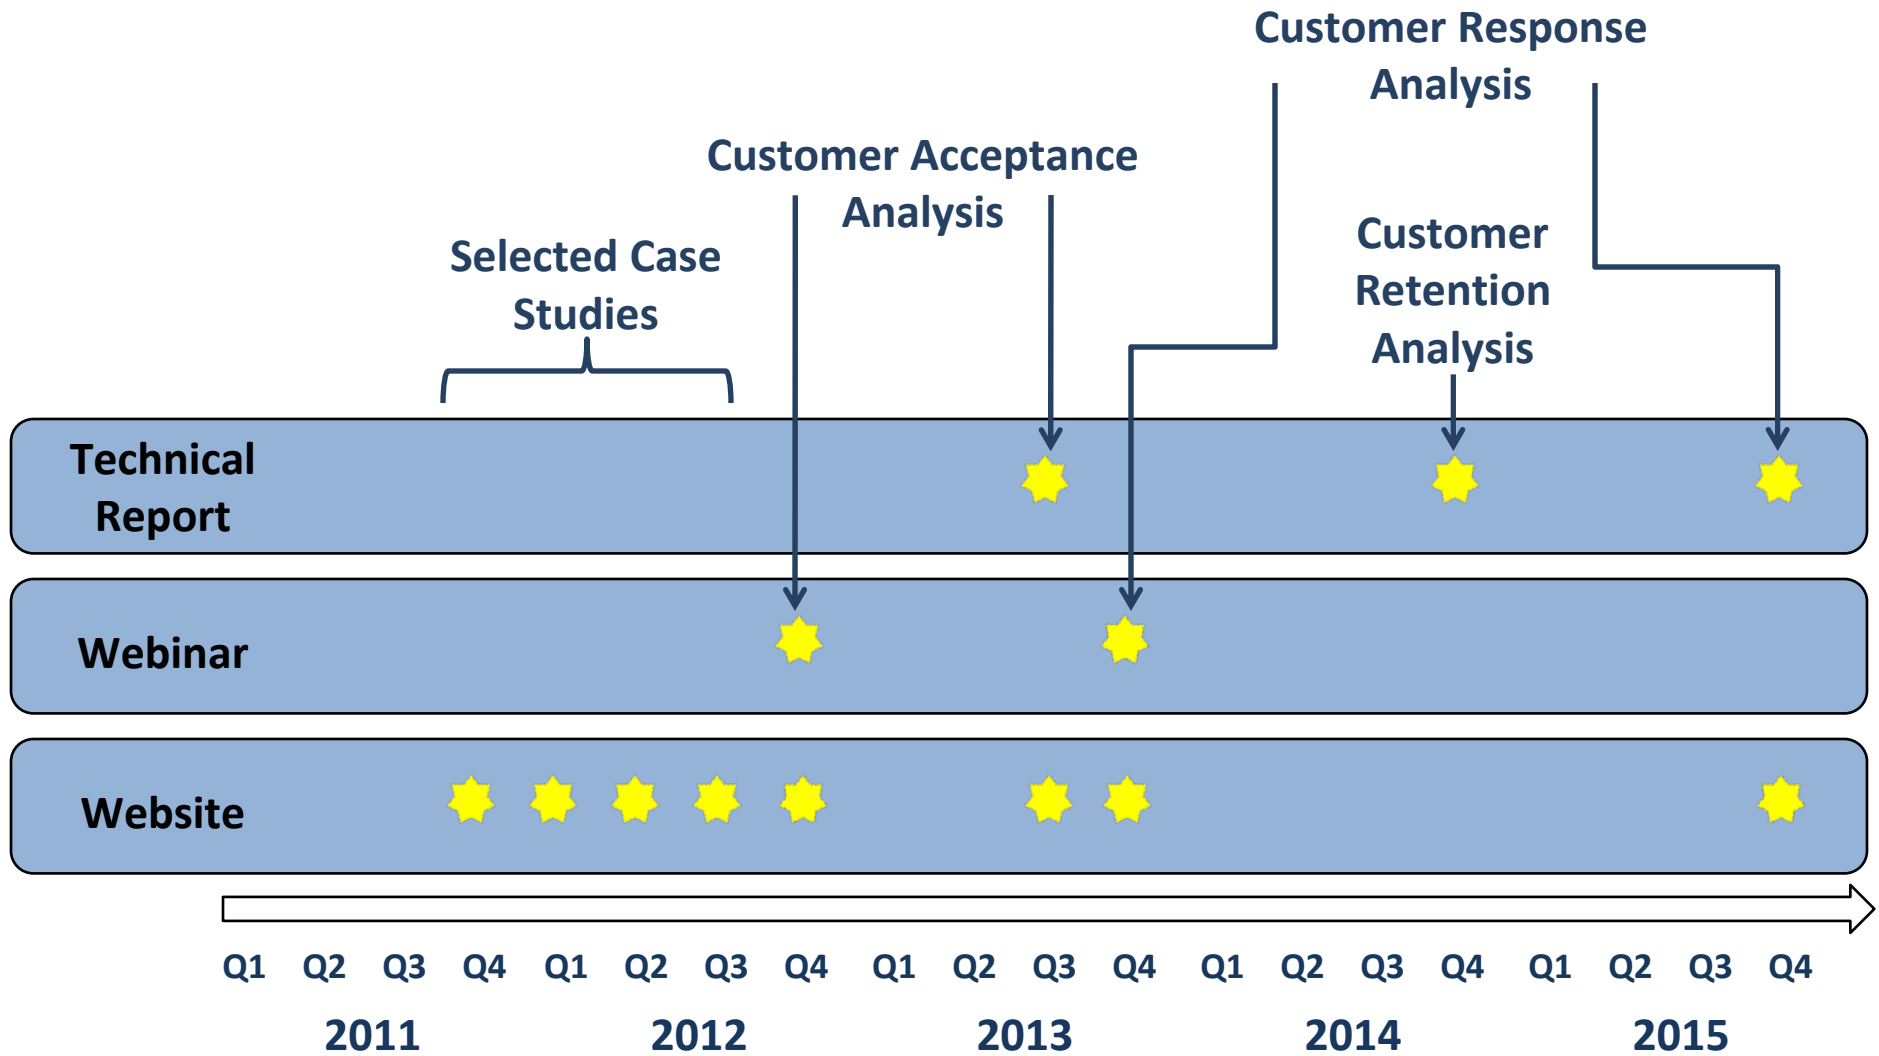 Customer Response
Analysis
Customer Acceptance
Analysis
Selected Case
Studies
Customer
Retention
Analysis
Technical
Report
Webinar
Website
Q1 Q2 Q3 Q4 Q1 Q2 Q3 Q4 Q1 Q2 Q3 Q4 Q1 Q2 Q3 Q4 Q1 Q2 Q3 Q4
2011 2012 2013 2014 2015